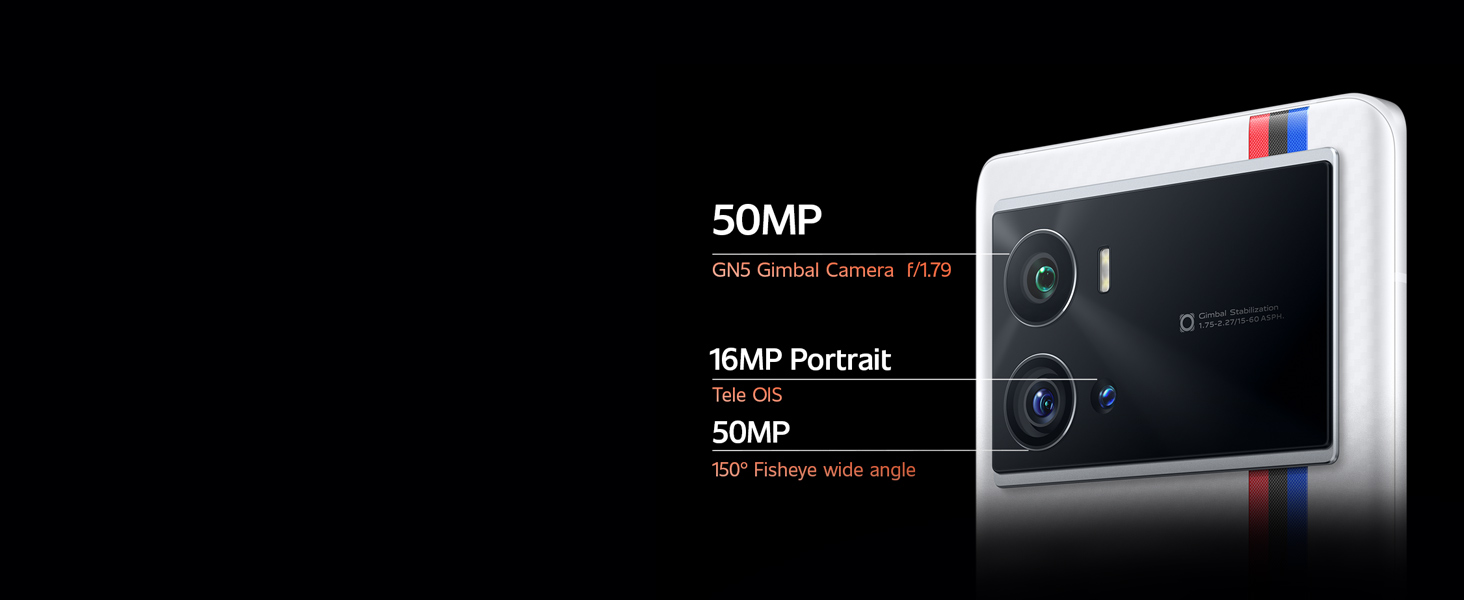 50MP
GN5 Gimbal Camera f/1.79
16MP Portrait
Tele OIS
50MP
150° Fisheye wide angle
Gimbal Stabilization
1.75-2.27/15-60 ASPH.